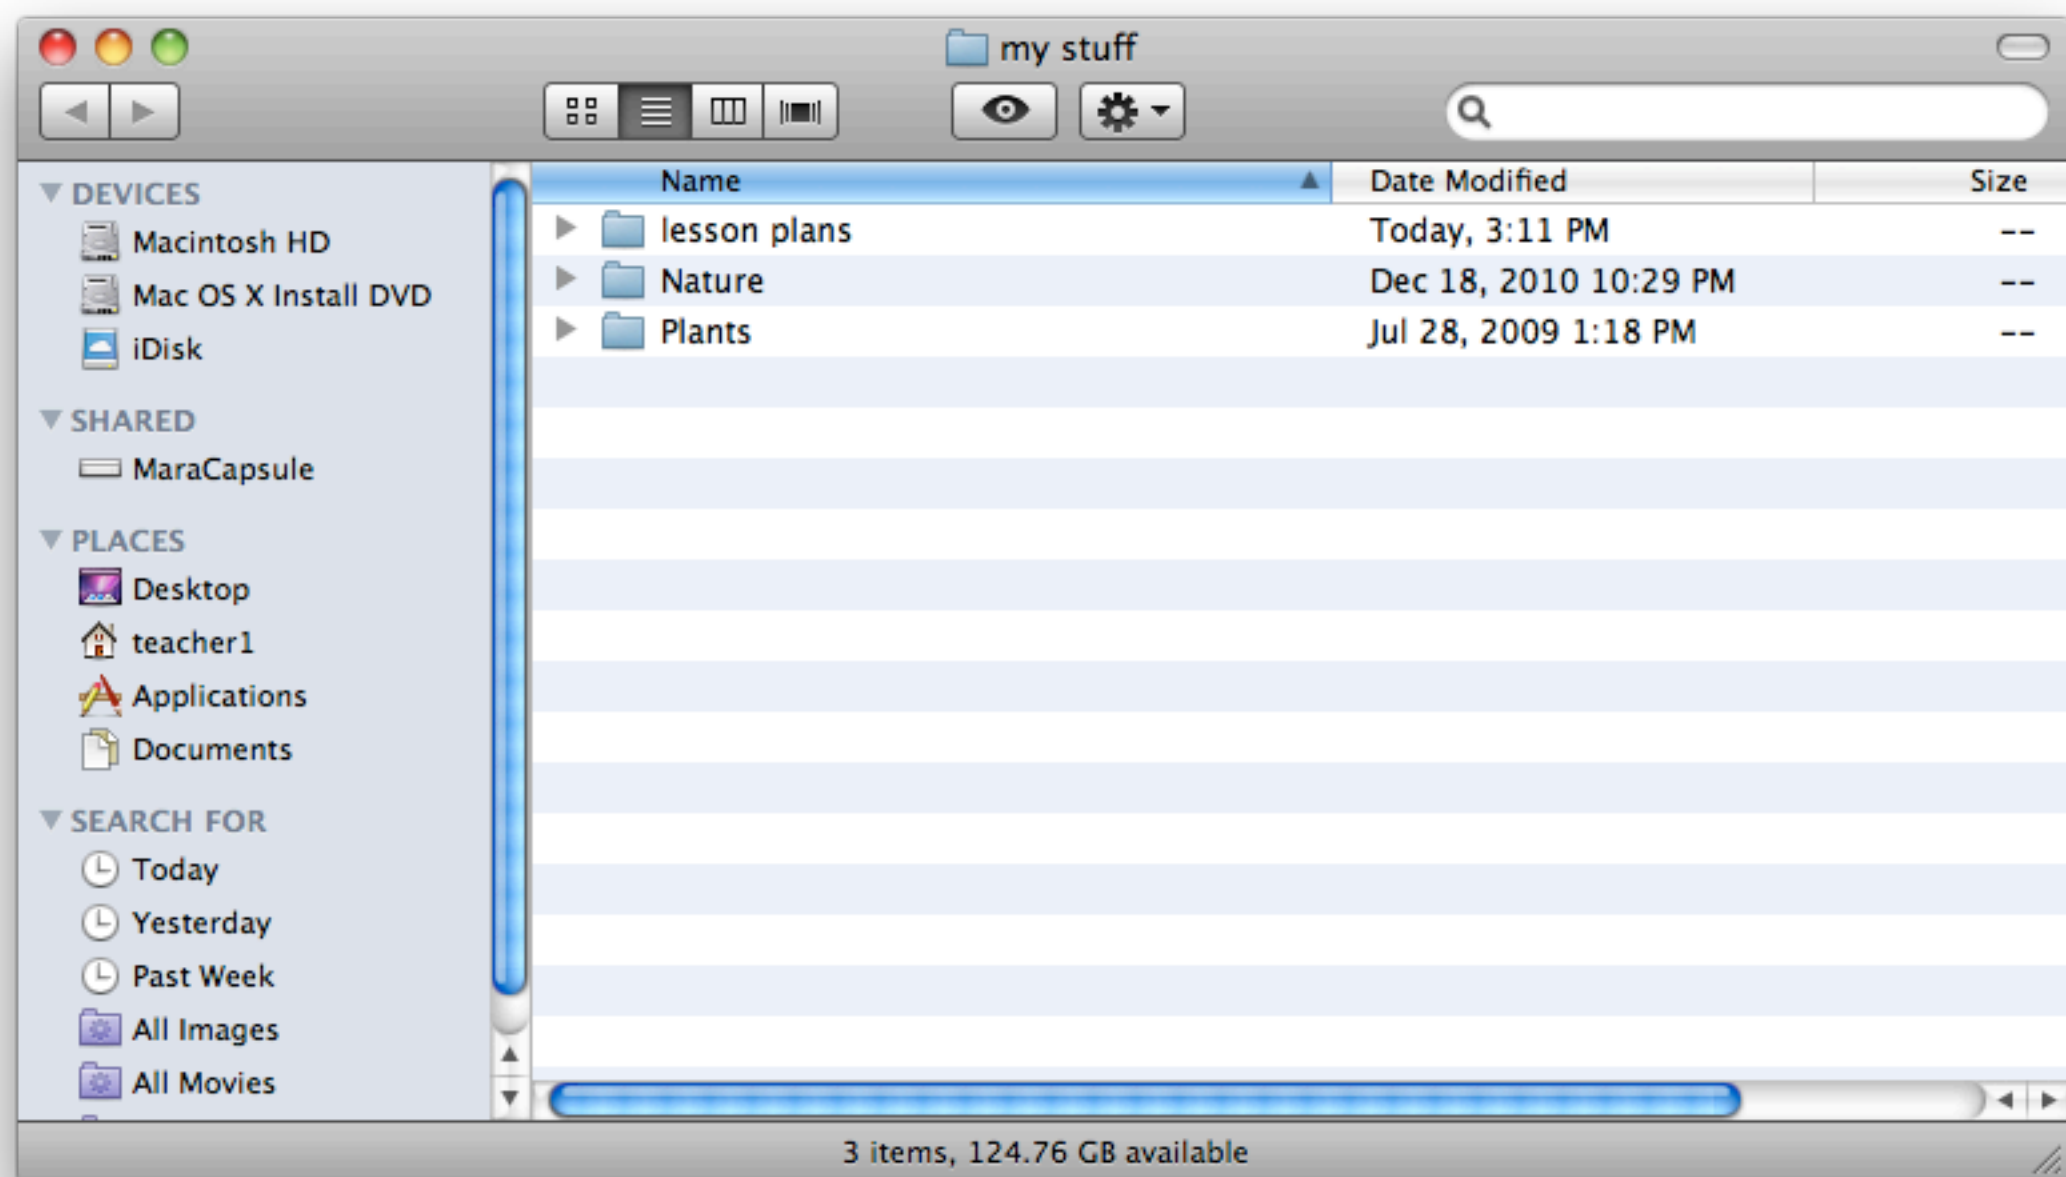 my stuff
DEVICES
Macintosh HD
Mac OS X Install DVD
iDisk
SHARED
MaraCapsule
PLACES
Desktop
teacher1
Applications
Documents
SEARCH FOR
Today
Yesterday
Past Week
All Images
All Movies
Name Date Modified Size
lesson plans Today, 3:11 PM --
Nature Dec 18, 2010 10:29 PM --
Plants Jul 28, 2009 1:18 PM --
3 items, 124.76 GB available